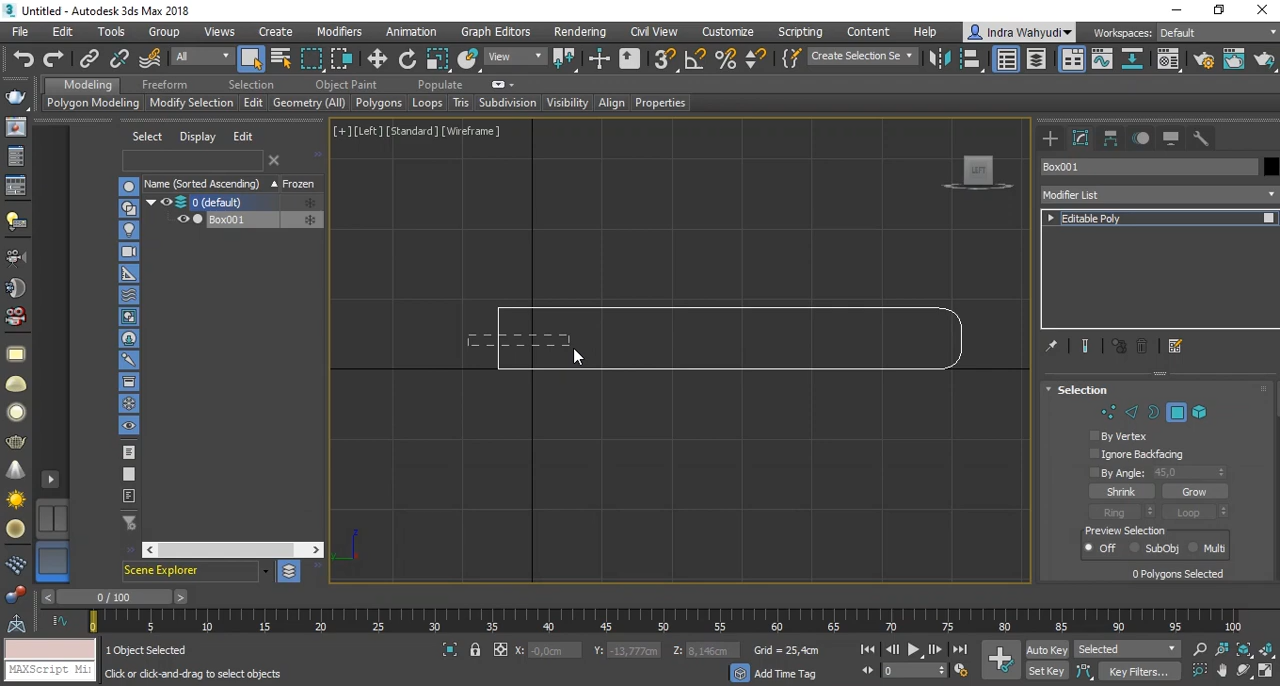 Untitled - Autodesk 3ds Max 2018
File Edit Tools Group Views Create Modifiers Animation Graph Editors Rendering Civil View Customize Scripting Content Help Indra Wahyudi Workspaces: Default
All View Create Selection Se
Modeling Freeform Selection Object Paint Populate
Polygon Modeling Modify Selection Edit Geometry (All) Polygons Loops Tris Subdivision Visibility Align Properties
Select Display Edit
[+] [Left] [Standard] [Wireframe]
LEFT
Name (Sorted Ascending) Frozen
0 (default)
Box001
Box001
Modifier List
Editable Poly
Selection
By Vertex
Ignore Backfacing
By Angle: 45,0
Shrink Grow
Ring Loop
Preview Selection
Off SubObj Multi
0 Polygons Selected
Scene Explorer
0 / 100
5 10 15 20 25 30 35 40 45 50 55 60 65 70 75 80 85 90 95 100
1 Object Selected X: -0,0cm Y: -13,777cm Z: 8,146cm Grid = 25,4cm Auto Key Selected
MAXScript Mi: Click or click-and-drag to select objects Add Time Tag 0 Set Key Key Filters...